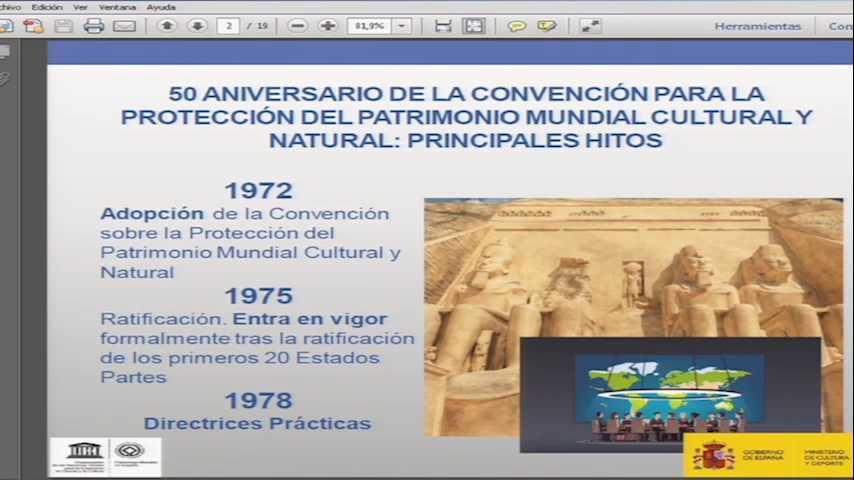 chivo Edición Ver Ventana Ayuda
2 / 19
81,9%
Herramientas
50 ANIVERSARIO DE LA CONVENCIÓN PARA LA
PROTECCIÓN DEL PATRIMONIO MUNDIAL CULTURAL Y
NATURAL: PRINCIPALES HITOS
1972
Adopción de la Convención
sobre la Protección del
Patrimonio Mundial Cultural y
Natural
1975
Ratificación. Entra en vigor
formalmente tras la ratificación
de los primeros 20 Estados
Partes
1978
Directrices Prácticas
GOBIERNO
DE ESPAÑA
MINISTERIO
DE CULTURA
Y DEPORTE